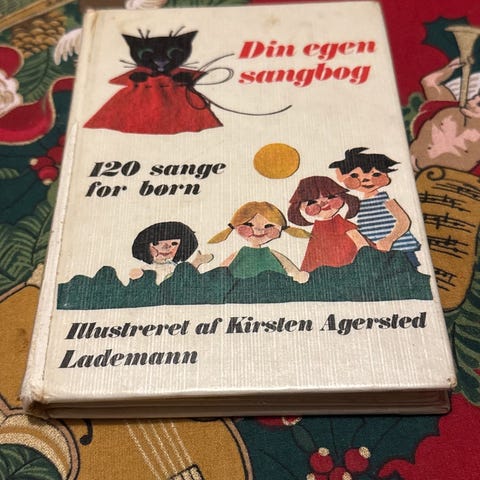 Din egen
sangbog
120 sange
for børn
Illustreret af Kirsten Agersted
Lademann